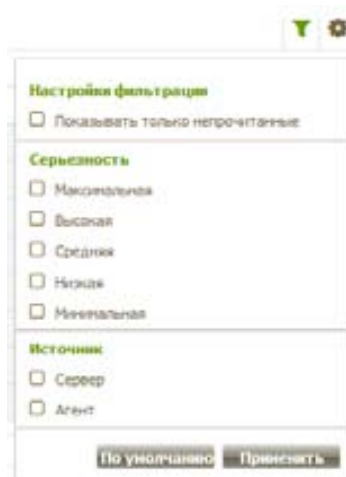 Настройки фильтрации
Показывать только непрочитанные
Серьезность
Максимальная
Высокая
Средняя
Низкая
Минимальная
Источник
Сервер
Агент
По умолчанию Применить